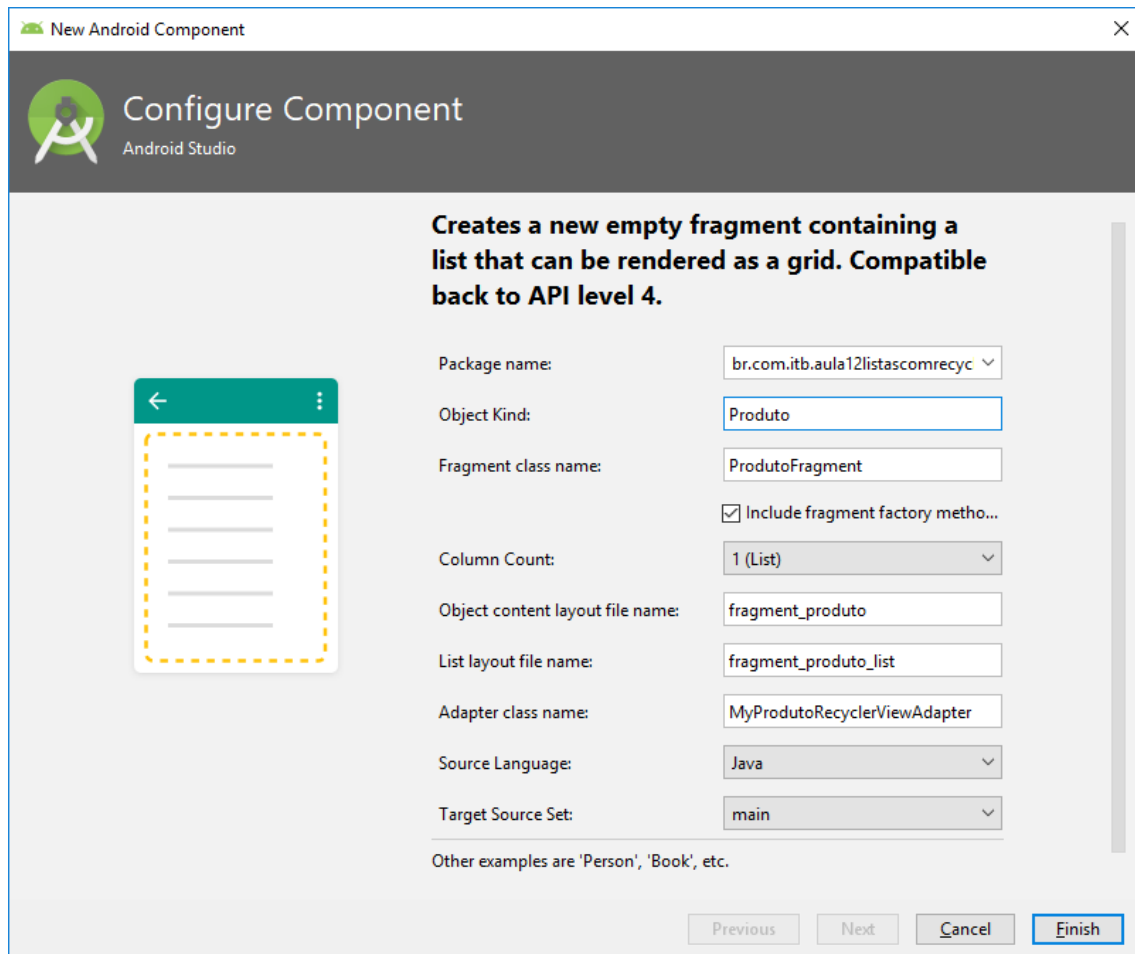 New Android Component
Configure Component
Android Studio
Creates a new empty fragment containing a
list that can be rendered as a grid. Compatible
back to API level 4.
Package name: br.com.itb.aula12listascomrecyc
Object Kind: Produto
Fragment class name: ProdutoFragment
Include fragment factory metho...
Column Count: 1 (List)
Object content layout file name: fragment_produto
List layout file name: fragment_produto_list
Adapter class name: MyProdutoRecyclerViewAdapter
Source Language: Java
Target Source Set: main
Other examples are 'Person', 'Book', etc.
Previous Next Cancel Finish